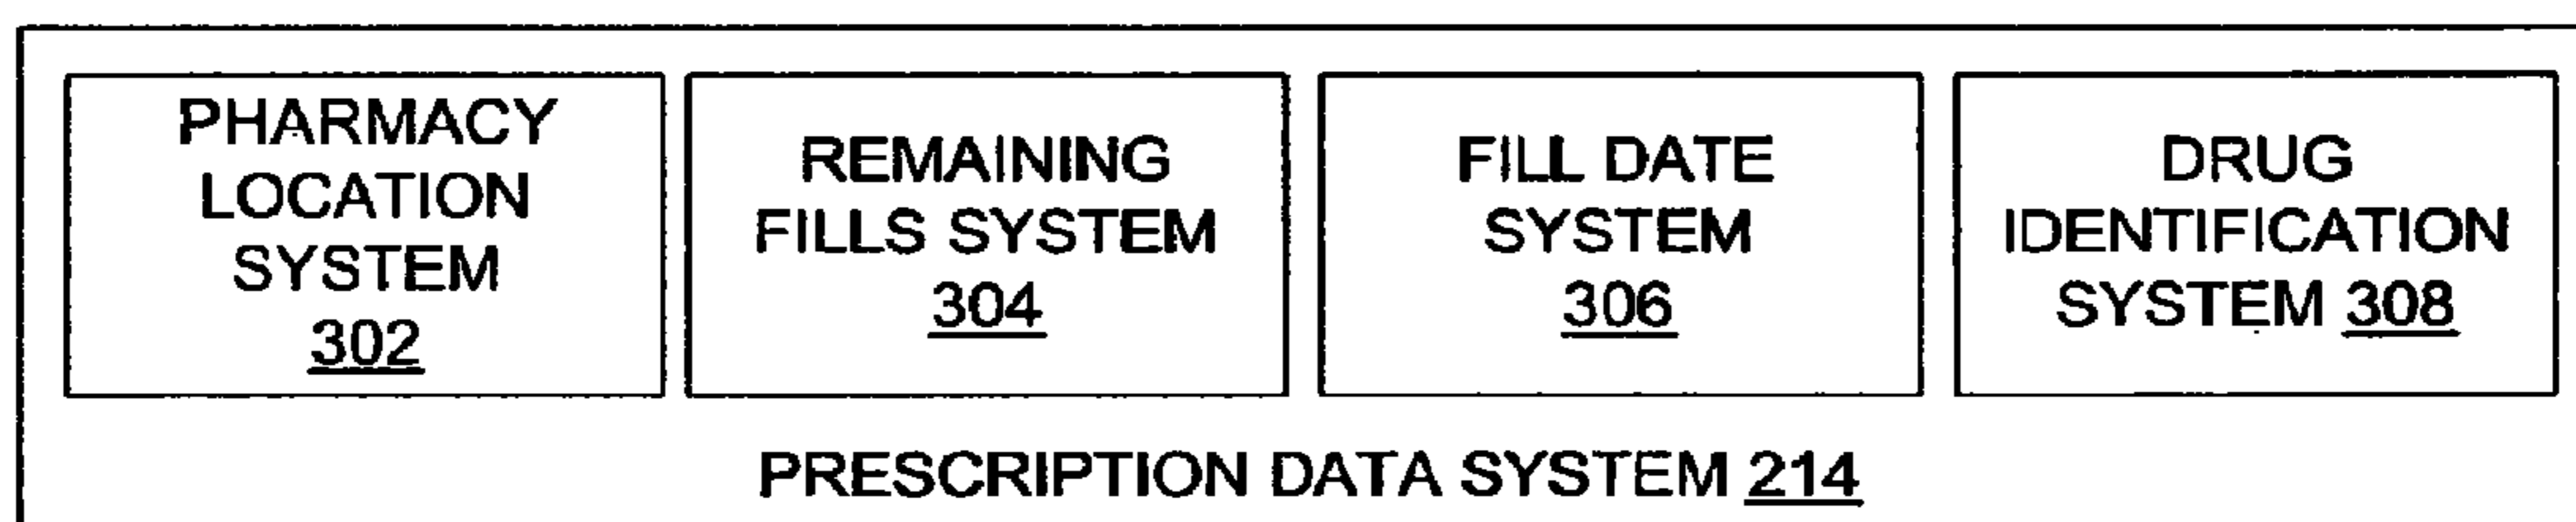 PHARMACY
LOCATION
SYSTEM
302
REMAINING
FILLS SYSTEM
304
FILL DATE
SYSTEM
306
DRUG
IDENTIFICATION
SYSTEM 308
PRESCRIPTION DATA SYSTEM 214